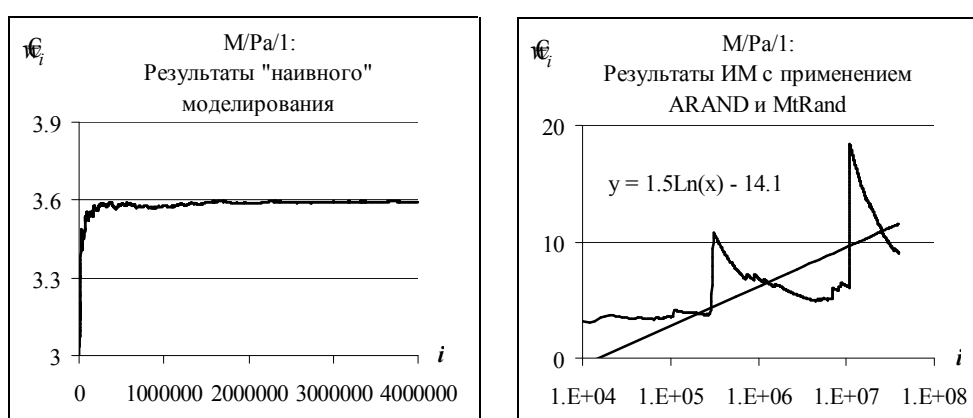 M/Pa/1:
Результаты "наивного"
моделирования
3.9
3.6
3.3
3
i
0 1000000 2000000 3000000 4000000
M/Pa/1:
Результаты ИМ с применением
ARAND и MtRand
20
y = 1.5Ln(x) - 14.1
10
0
i
1.E+04 1.E+05 1.E+06 1.E+07 1.E+08